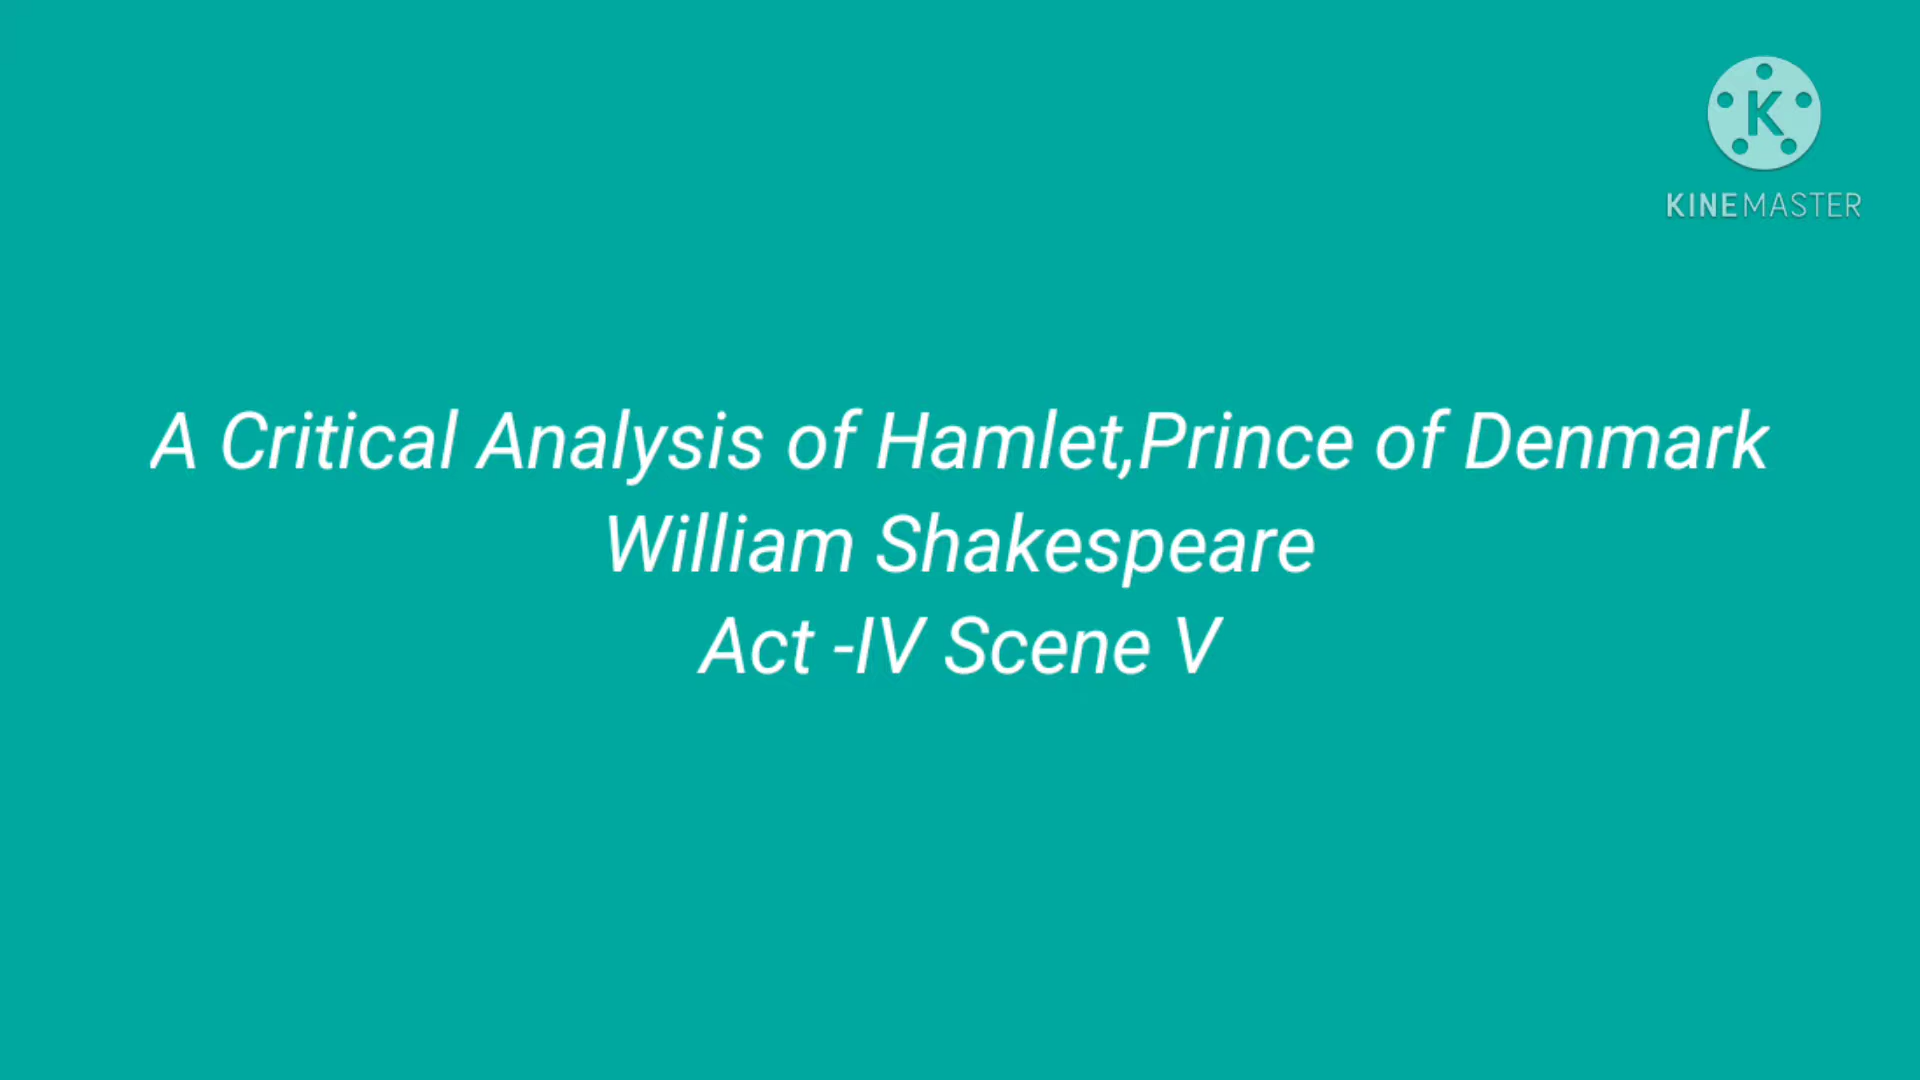 K
KINEMASTER
A Critical Analysis of Hamlet,Prince of Denmark
William Shakespeare
Act -IV Scene V